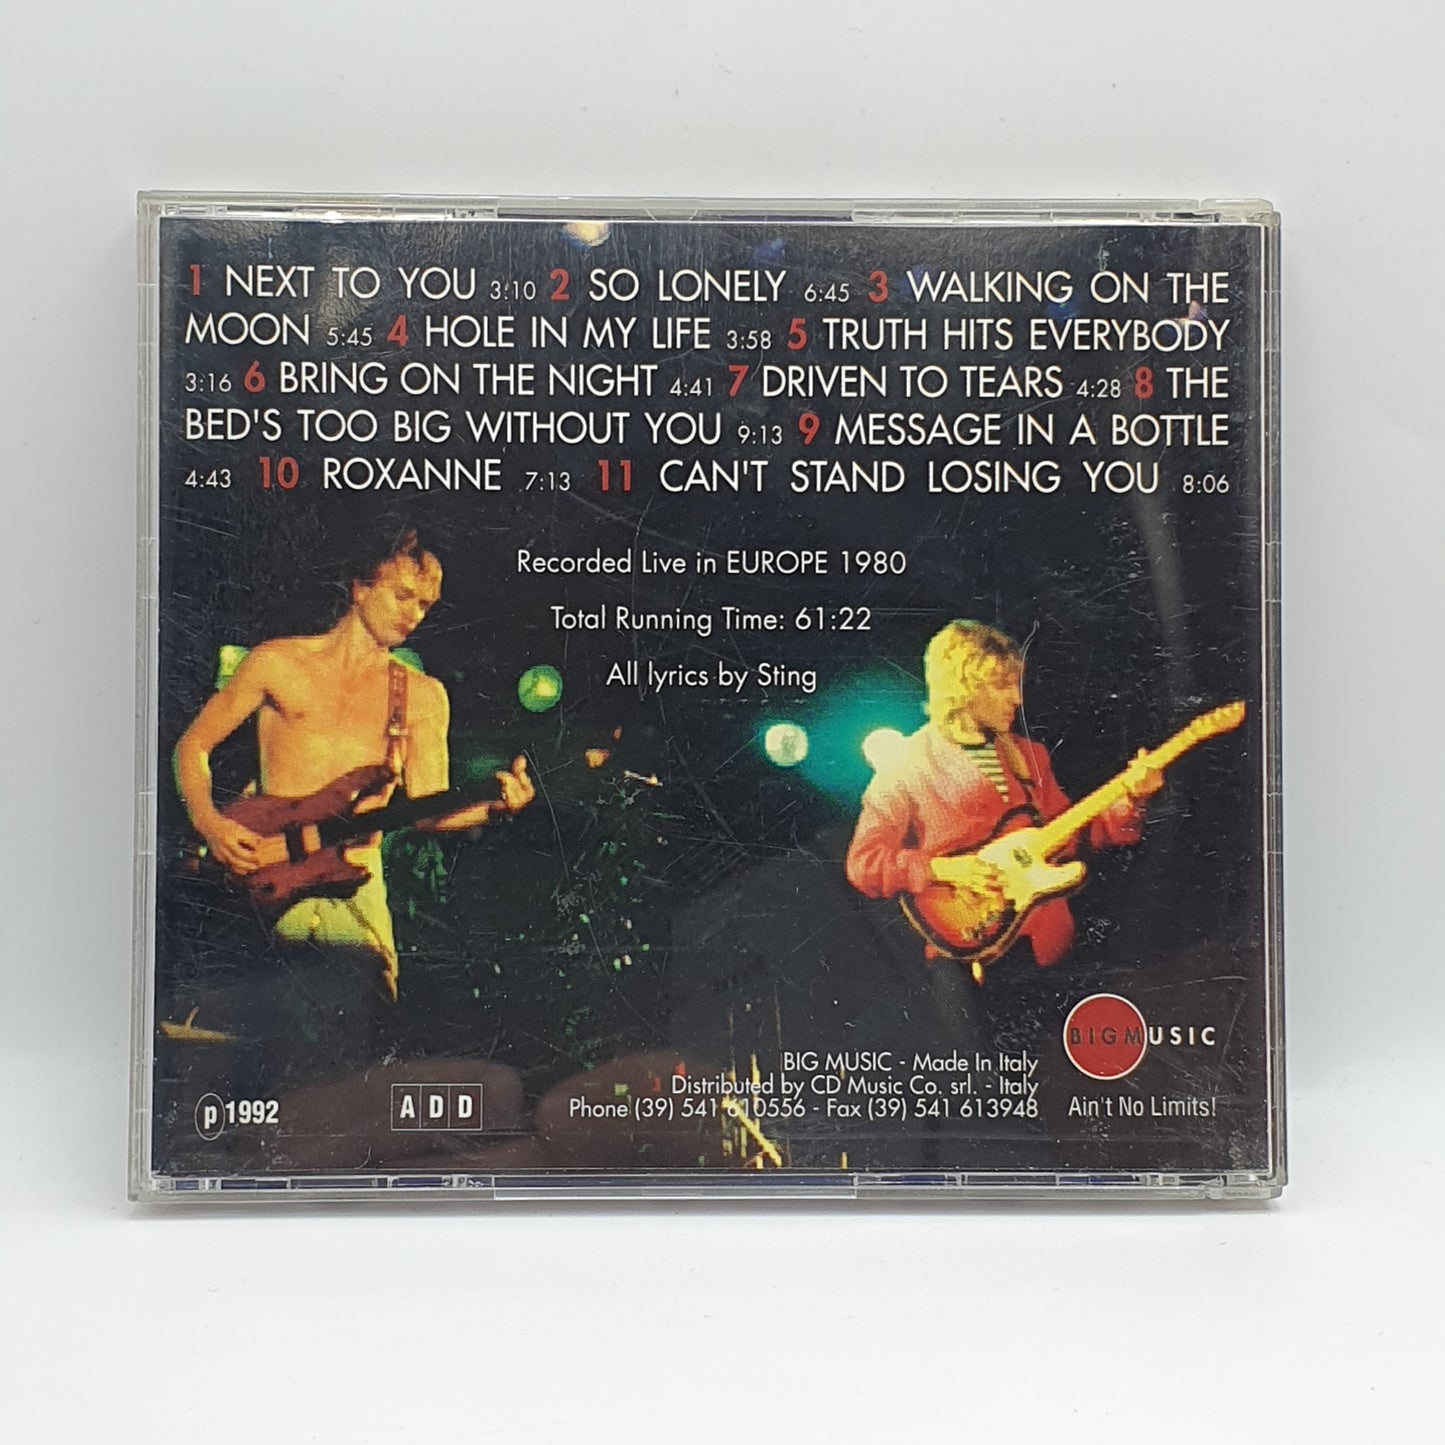 1 NEXT TO YOU 3:10 2 SO LONELY 6:45 3 WALKING ON THE
MOON 5:45 4 HOLE IN MY LIFE 3:58 5 TRUTH HITS EVERYBODY
3:16 6 BRING ON THE NIGHT 4:41 7 DRIVEN TO TEARS 4:28 8 THE
BED'S TOO BIG WITHOUT YOU 9:13 9 MESSAGE IN A BOTTLE
4:43 10 ROXANNE 7:13 11 CAN'T STAND LOSING YOU 8:06
Recorded Live in EUROPE 1980
Total Running Time: 61:22
All lyrics by Sting
BIGMUSIC
BIG MUSIC - Made In Italy
Distributed by CD Music Co. srl. - Italy
Phone (39) 541 610556 - Fax (39) 541 613948
Ain't No Limits!
p 1992
ADD